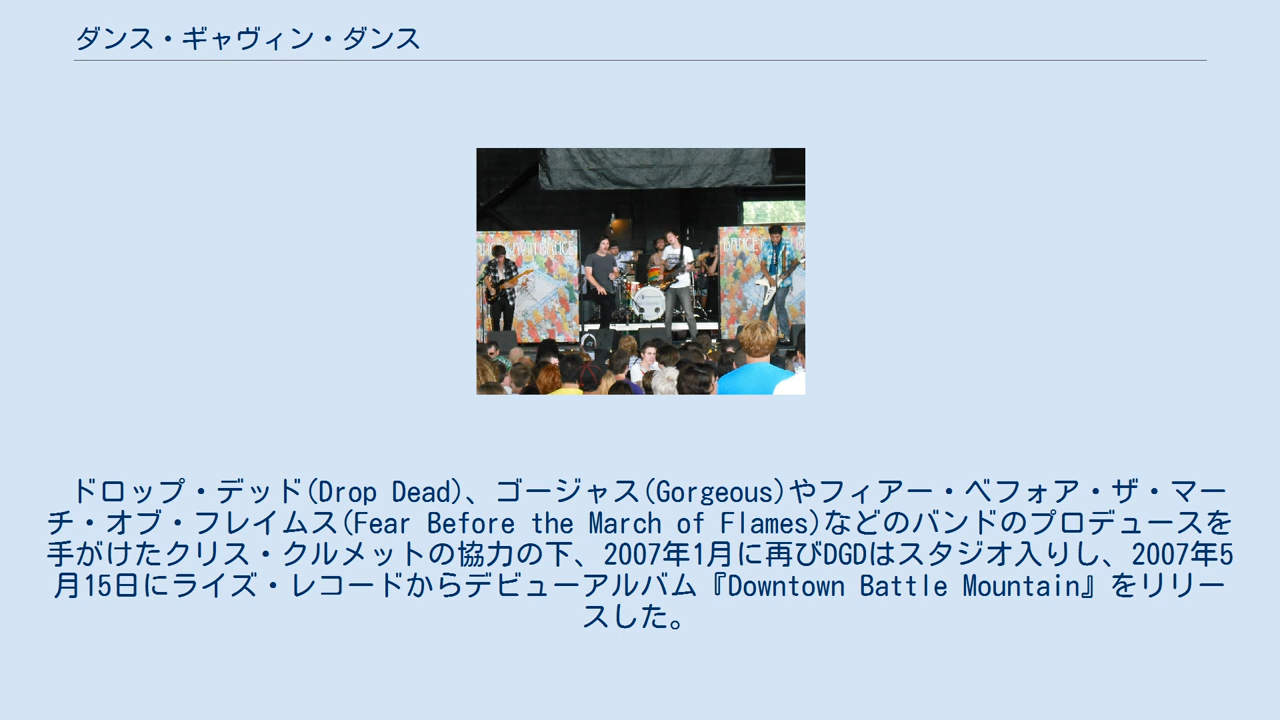 ダンス・ギャヴィン・ダンス
ドロップ・デッド(Drop Dead)、ゴージャス(Gorgeous)やフィアー・ベフォア・ザ・マー
チ・オブ・フレイムス(Fear Before the March of Flames)などのバンドのプロデュースを
手がけたクリス・クルメットの協力の下、2007年1月に再びDGDはスタジオ入りし、2007年5
月15日にライズ・レコードからデビューアルバム『Downtown Battle Mountain』をリリー
スした。